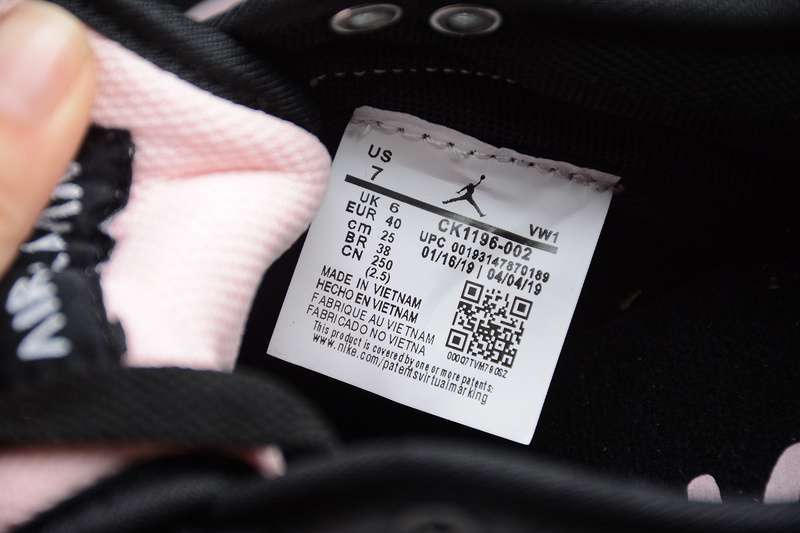 US
7
UK 6
EUR 40
cm 25
BR 38
CN 250
(2.5)
VW1
CK1196-002
UPC 00193147870189
01/16/19 | 04/04/19
MADE IN VIETNAM
HECHO EN VIETNAM
FABRIQUE AU VIETNAM
FABRICADO NO VIETNA
This product is covered by one or more patents:
www.nike.com/patentsvirtualmarking